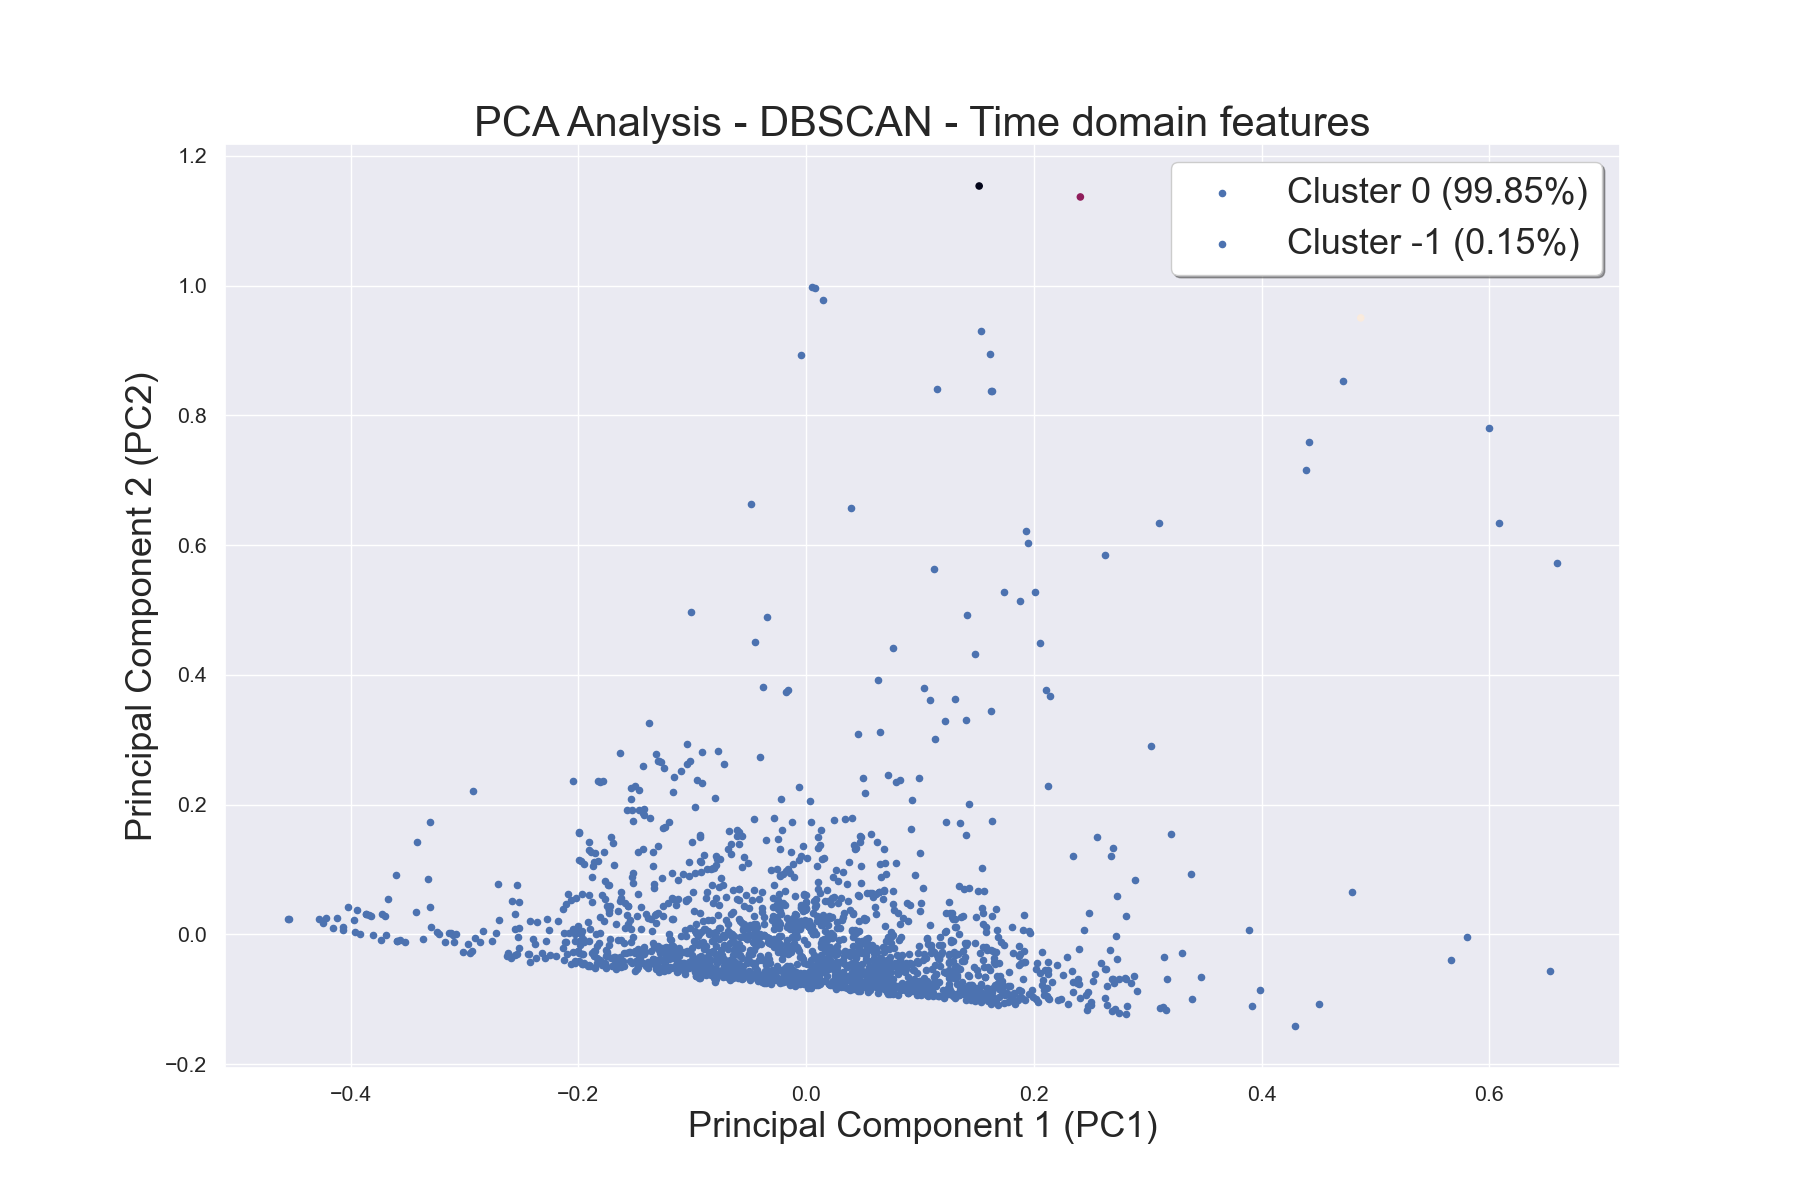 PCA Analysis - DBSCAN - Time domain features
Cluster 0 (99.85%)
Cluster -1 (0.15%)
Principal Component 2 (PC2)
1.2
1.0
0.8
0.6
0.4
0.2
0.0
−0.2
−0.4
−0.2
0.0
0.2
0.4
0.6
Principal Component 1 (PC1)